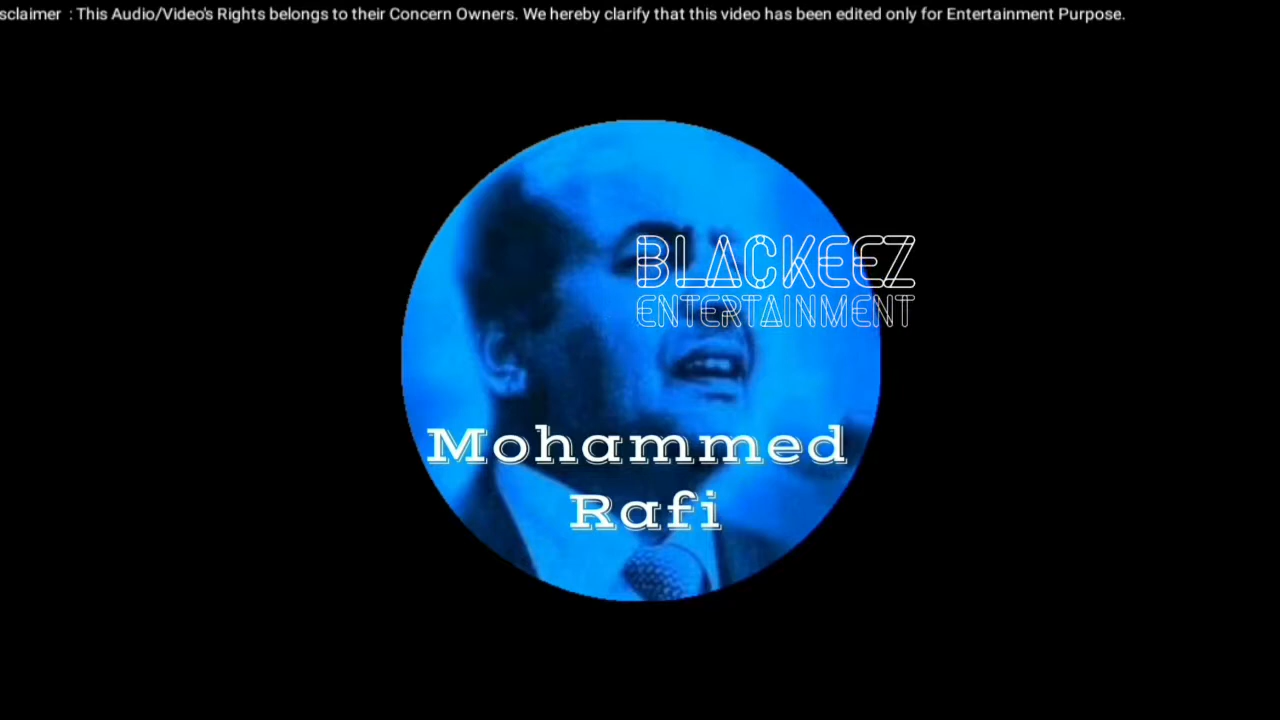 sclaimer : This Audio/Video's Rights belongs to their Concern Owners. We hereby clarify that this video has been edited only for Entertainment Purpose.
BLACKEEZ
ENTERTAINMENT
Mohammed
Rafi